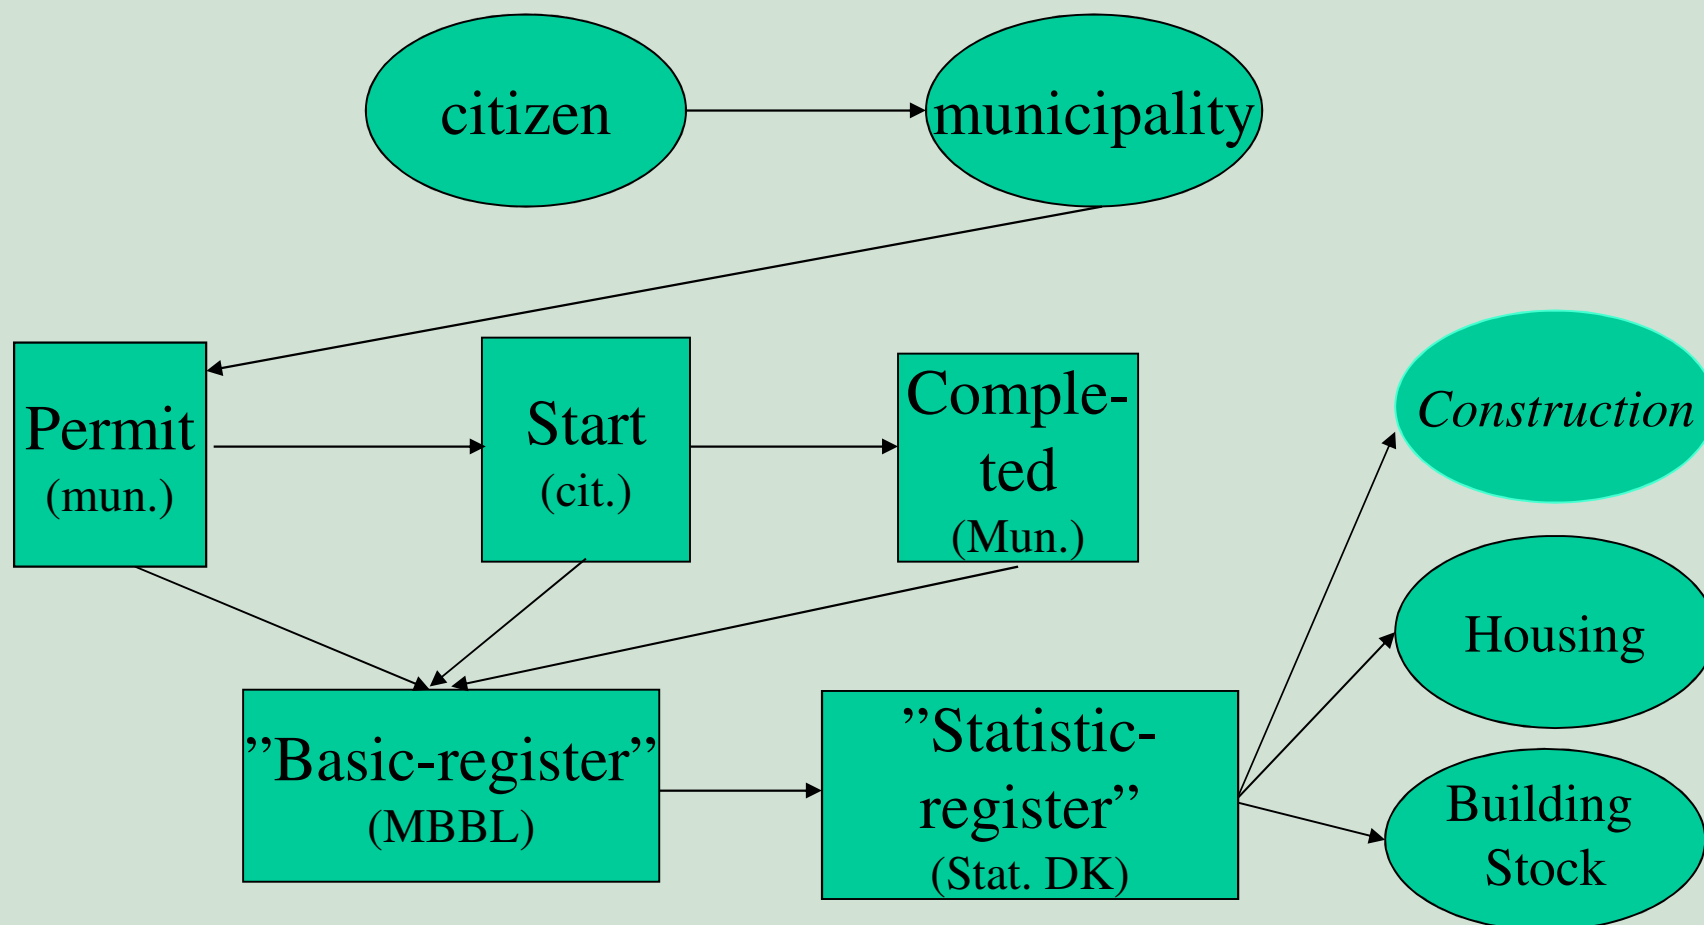 citizen
municipality
Permit
(mun.)
Start
(cit.)
Comple-
ted
(Mun.)
Construction
Housing
”Basic-register”
(MBBL)
”Statistic-
register”
(Stat. DK)
Building
Stock